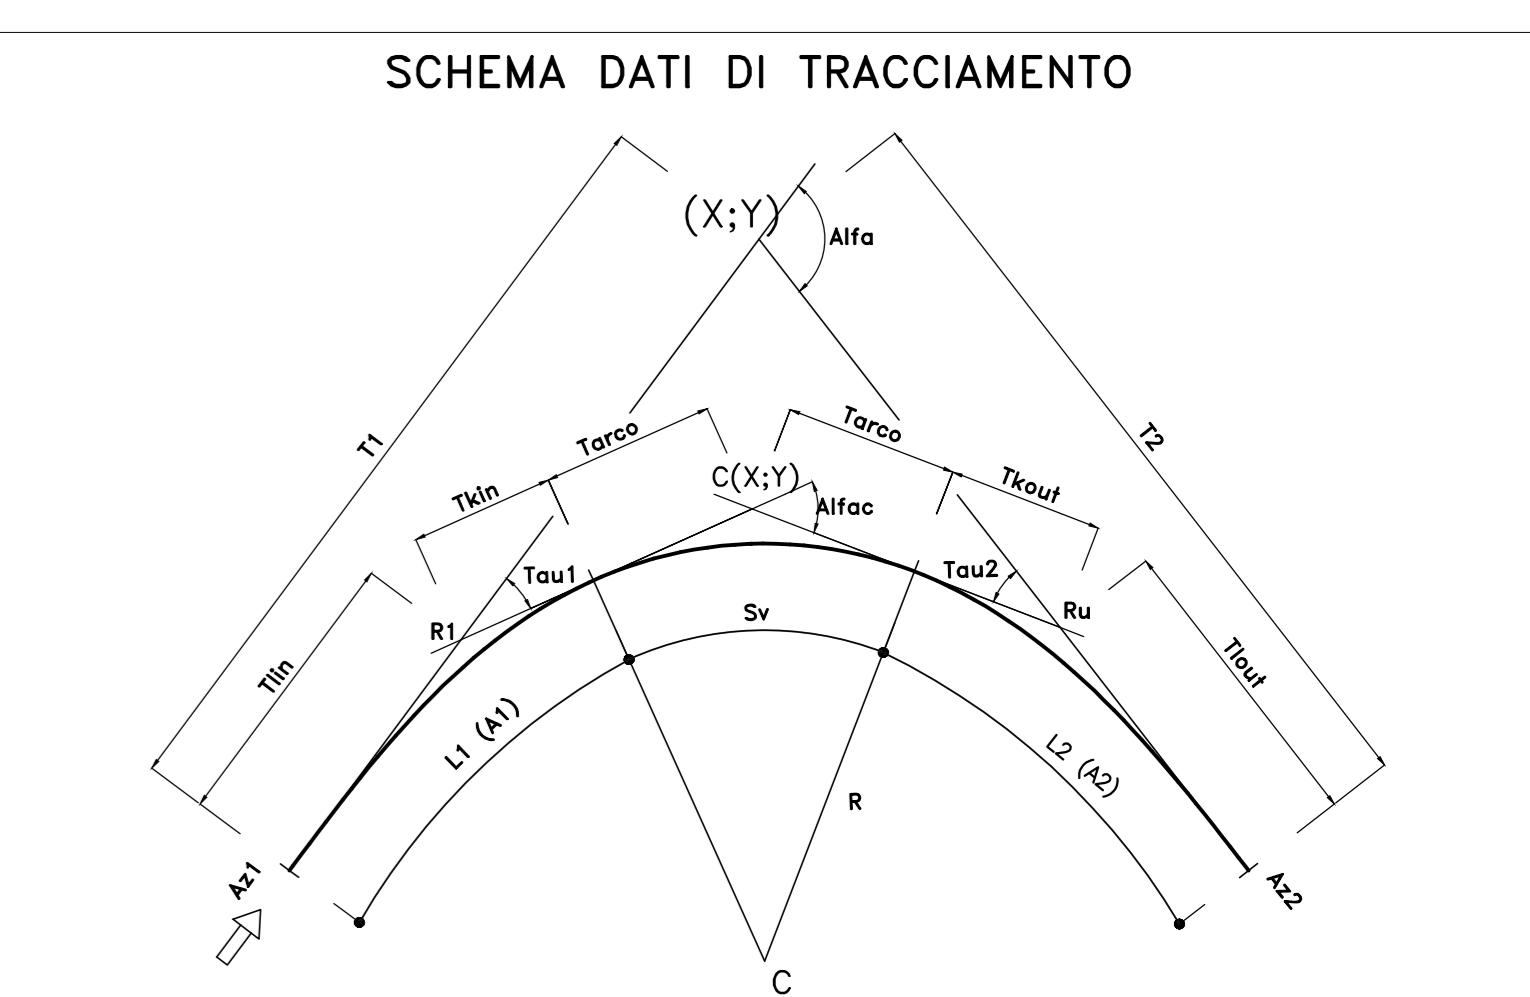 SCHEMA DATI DI TRACCIAMENTO
(X;Y)
Alfa
T1
T2
Tarco
Tarco
Tkin
C(X;Y)
Tkout
Alfac
Tau1
Tau2
R1
Sv
Ru
Tlin
Tlout
L1 (A1)
L2 (A2)
R
Az1
Az2
C